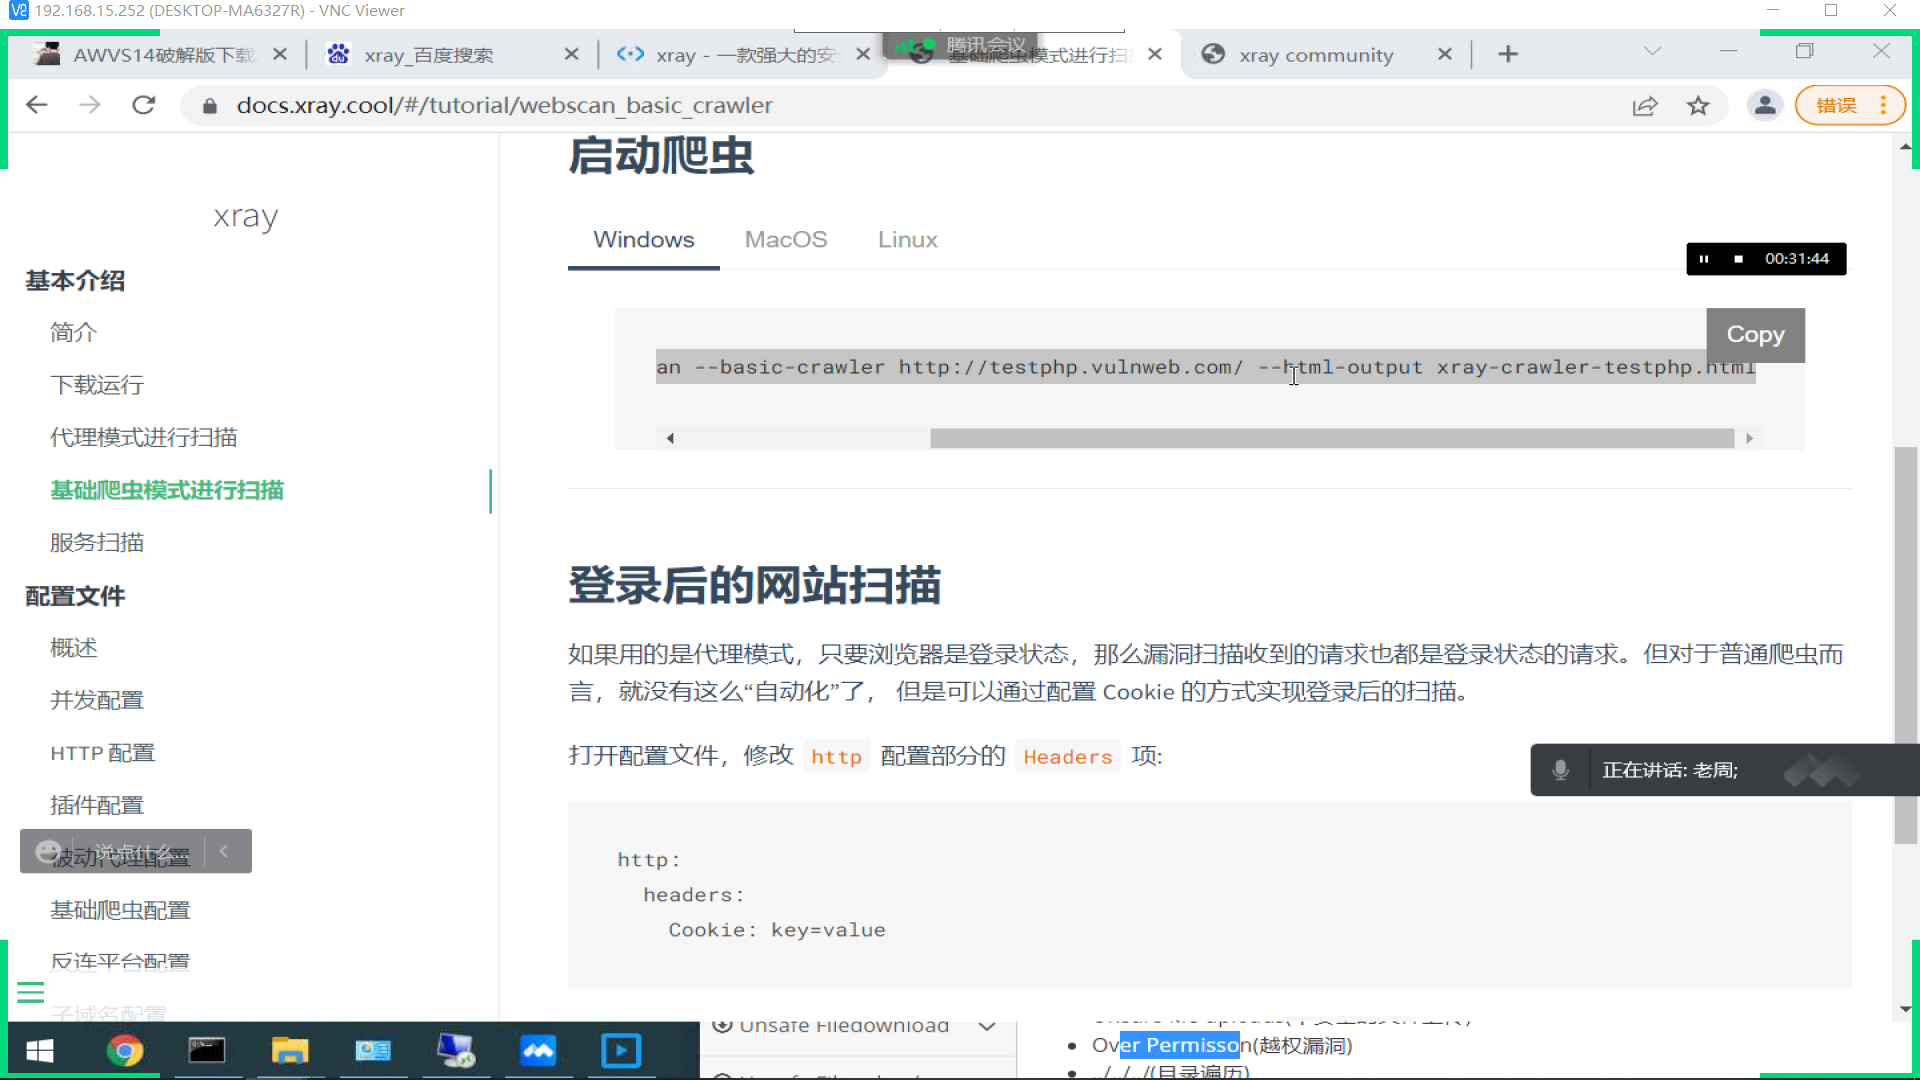 192.168.15.252 (DESKTOP-MA6327R) - VNC Viewer
AWVS14破解版下载
xray_百度搜索
xray - 一款强大的安
腾讯会议
基础爬虫模式进行扫
xray community
docs.xray.cool/#/tutorial/webscan_basic_crawler
错误
xray
基本介绍
简介
下载运行
代理模式进行扫描
基础爬虫模式进行扫描
服务扫描
配置文件
概述
并发配置
HTTP 配置
插件配置
说点什么...
被动代理配置
基础爬虫配置
反连平台配置
子域名配置
启动爬虫
Windows MacOS Linux
00:31:44
Copy
an --basic-crawler http://testphp.vulnweb.com/ --html-output xray-crawler-testphp.html
登录后的网站扫描
如果用的是代理模式，只要浏览器是登录状态，那么漏洞扫描收到的请求也都是登录状态的请求。但对于普通爬虫而
言，就没有这么“自动化”了， 但是可以通过配置 Cookie 的方式实现登录后的扫描。
打开配置文件，修改 http 配置部分的 Headers 项:
正在讲话: 老周;
http:
headers:
Cookie: key=value
Unsafe Filedownload
Over Permisson(越权漏洞)
../../../(目录遍历)